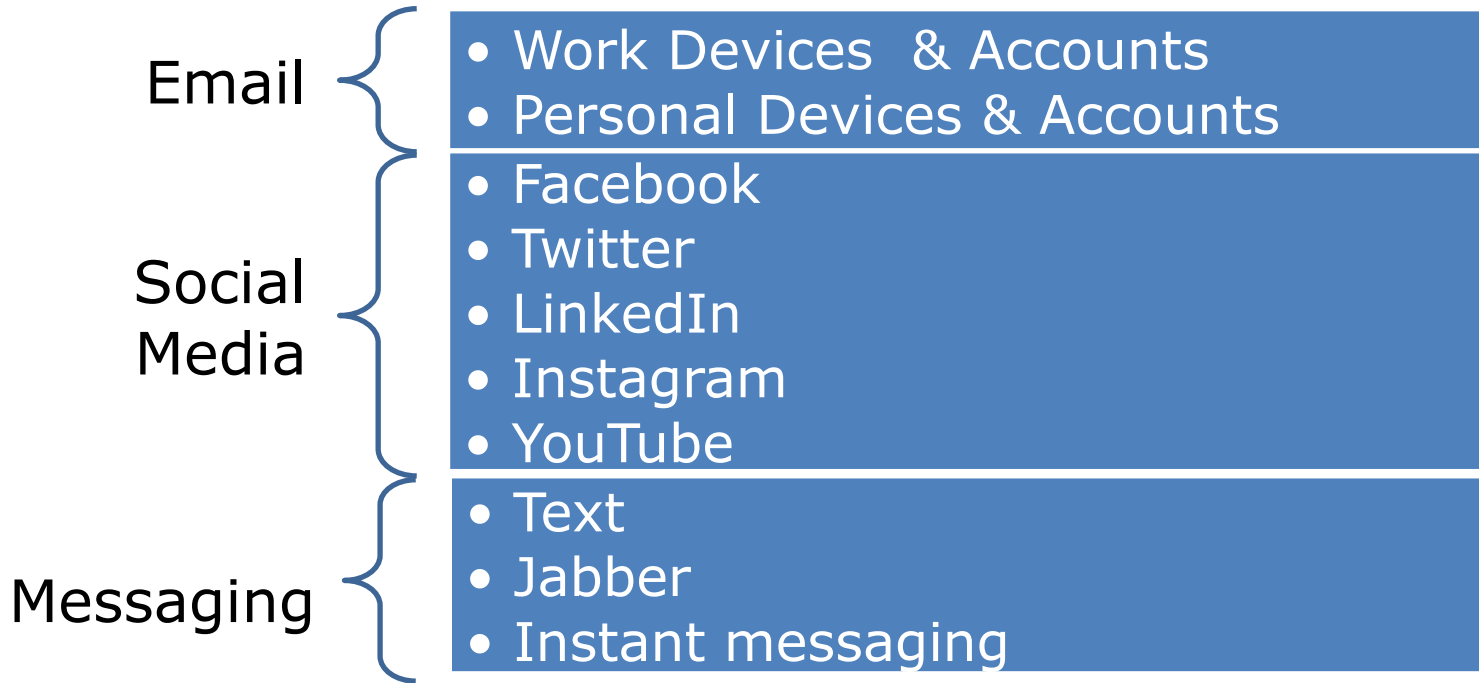 Email
• Work Devices  & Accounts
• Personal Devices & Accounts
Social
Media
• Facebook
• Twitter
• LinkedIn
• Instagram
• YouTube
Messaging
• Text
• Jabber
• Instant messaging